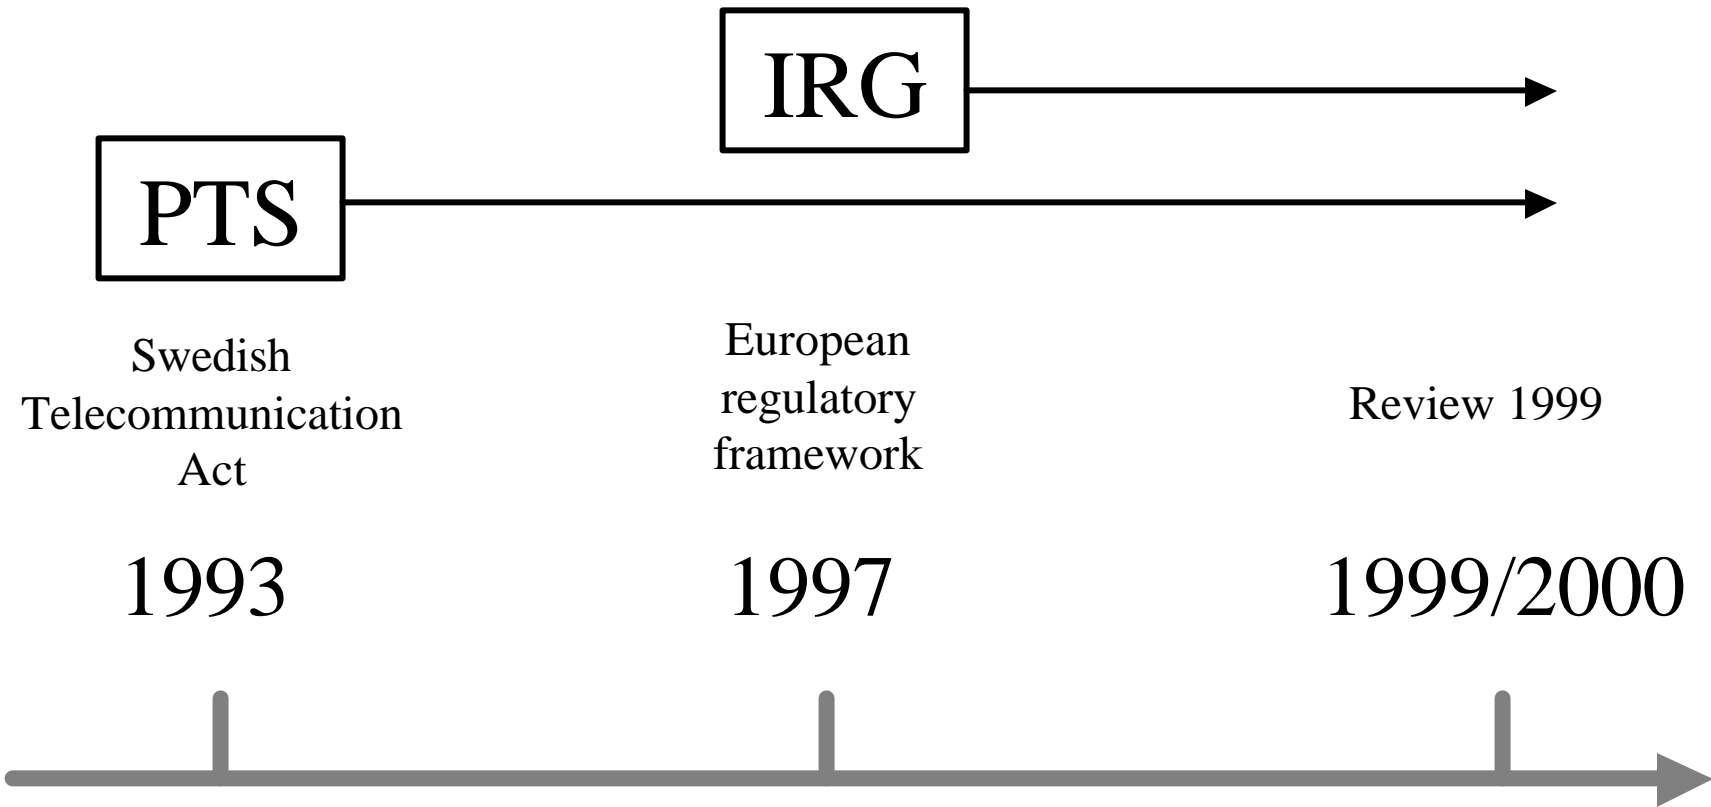 IRG
PTS
Swedish
Telecommunication
Act
European
regulatory
framework
Review 1999
1993
1997
1999/2000